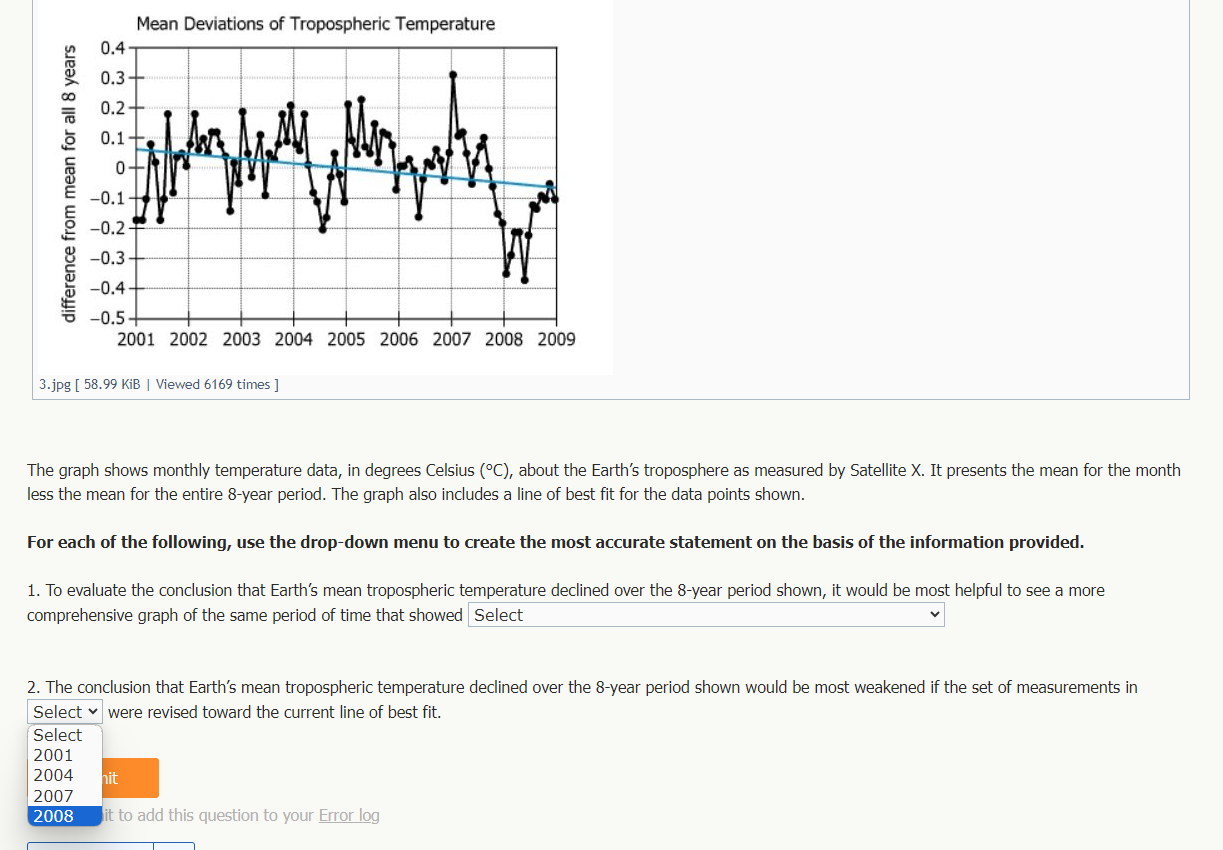 Mean Deviations of Tropospheric Temperature
difference from mean for all 8 years
0.4
0.3
0.2
0.1
0
−0.1
−0.2
−0.3
−0.4
−0.5
2001 2002 2003 2004 2005 2006 2007 2008 2009
3.jpg [ 58.99 KiB | Viewed 6169 times ]
The graph shows monthly temperature data, in degrees Celsius (°C), about the Earth’s troposphere as measured by Satellite X. It presents the mean for the month
less the mean for the entire 8-year period. The graph also includes a line of best fit for the data points shown.
For each of the following, use the drop-down menu to create the most accurate statement on the basis of the information provided.
1. To evaluate the conclusion that Earth’s mean tropospheric temperature declined over the 8-year period shown, it would be most helpful to see a more
comprehensive graph of the same period of time that showed Select
2. The conclusion that Earth’s mean tropospheric temperature declined over the 8-year period shown would be most weakened if the set of measurements in
Select were revised toward the current line of best fit.
Select
2001
2004
2007
2008
to add this question to your Error log